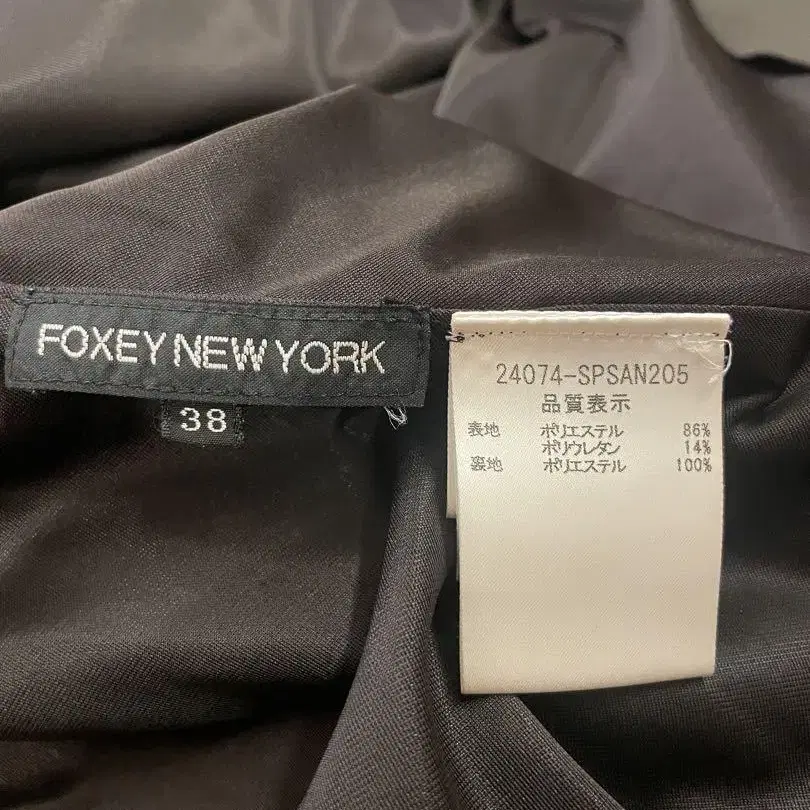 FOXEY NEW YORK
38
24074-SPSAN205
品質表示
表地 ポリエステル 86%
ポリウレタン 14%
裏地 ポリエステル 100%